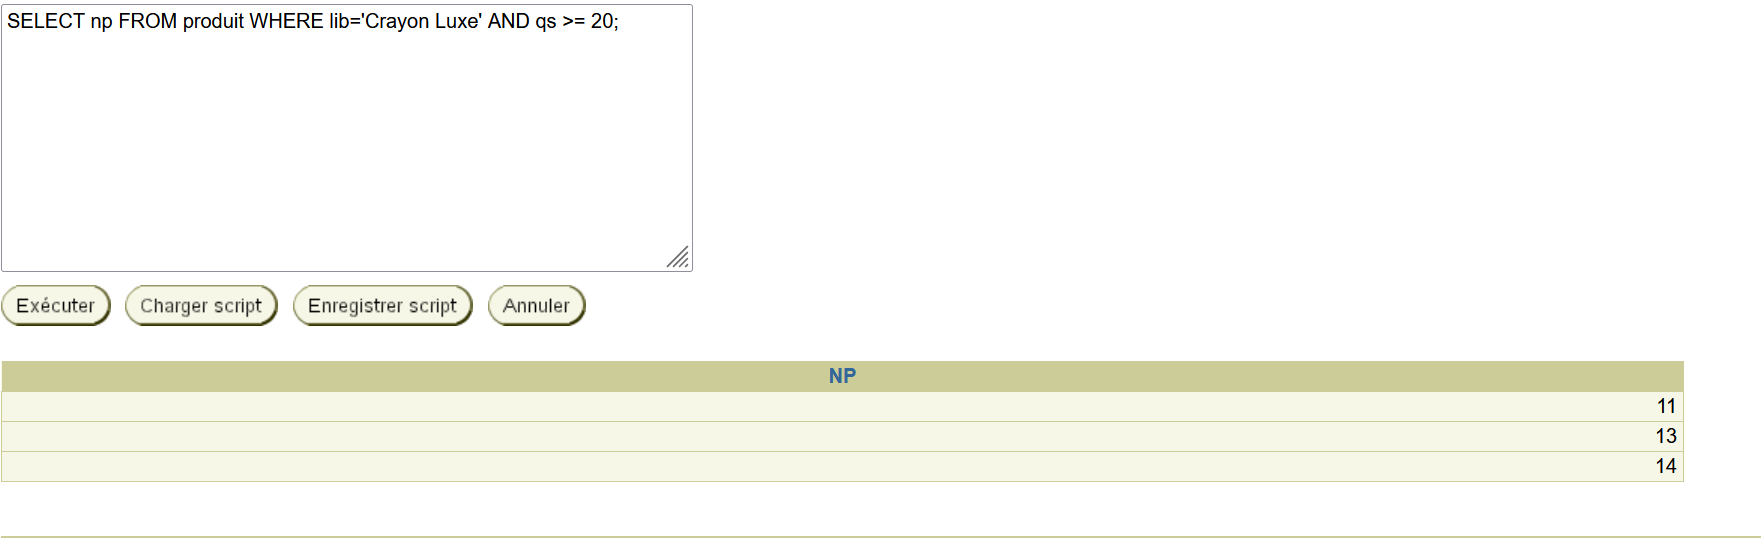 SELECT np FROM produit WHERE lib='Crayon Luxe' AND qs >= 20;
Exécuter Charger script Enregistrer script Annuler
NP
11
13
14